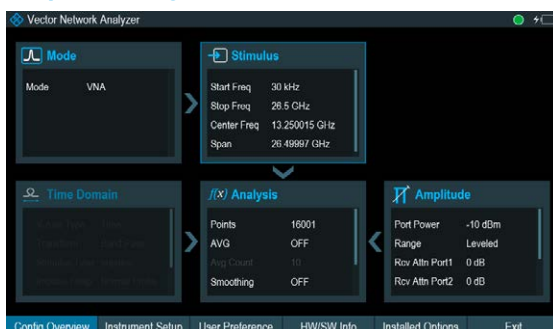 Vector Network Analyzer
Mode
Mode VNA
Stimulus
Start Freq 30 kHz
Stop Freq 26.5 GHz
Center Freq 13.250015 GHz
Span 26.49997 GHz
Time Domain
f(x) Analysis
Points 16001
AVG OFF
Avg Count 10
Smoothing OFF
Amplitude
Port Power -10 dBm
Range Leveled
Rcv Attn Port1 0 dB
Rcv Attn Port2 0 dB
Config Overview Instrument Setup User Preference HW/SW Info Installed Options Exit